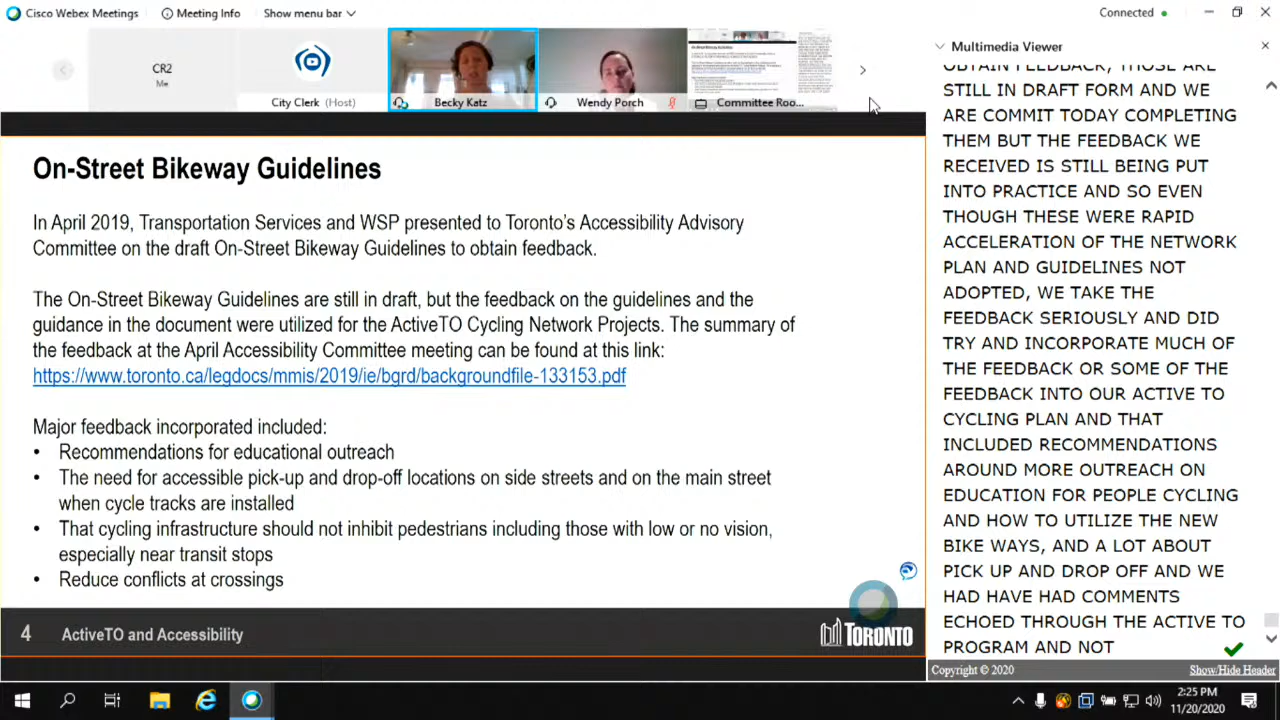 Cisco Webex Meetings
Meeting Info
Show menu bar
Connected
CR2
Me
City Clerk (Host)
Becky Katz
Wendy Porch
Committee Roo...
On-Street Bikeway Guidelines
In April 2019, Transportation Services and WSP presented to Toronto's Accessibility Advisory
Committee on the draft On-Street Bikeway Guidelines to obtain feedback.
The On-Street Bikeway Guidelines are still in draft, but the feedback on the guidelines and the
guidance in the document were utilized for the ActiveTO Cycling Network Projects. The summary of
the feedback at the April Accessibility Committee meeting can be found at this link:
https://www.toronto.ca/legdocs/mmis/2019/ie/bgrd/backgroundfile-133153.pdf
Major feedback incorporated included:
• Recommendations for educational outreach
• The need for accessible pick-up and drop-off locations on side streets and on the main street
when cycle tracks are installed
• That cycling infrastructure should not inhibit pedestrians including those with low or no vision,
especially near transit stops
• Reduce conflicts at crossings
4 ActiveTO and Accessibility
TORONTO
Multimedia Viewer
OBTAIN FEEDBACK,
STILL IN DRAFT FORM AND WE
ARE COMMIT TODAY COMPLETING
THEM BUT THE FEEDBACK WE
RECEIVED IS STILL BEING PUT
INTO PRACTICE AND SO EVEN
THOUGH THESE WERE RAPID
ACCELERATION OF THE NETWORK
PLAN AND GUIDELINES NOT
ADOPTED, WE TAKE THE
FEEDBACK SERIOUSLY AND DID
TRY AND INCORPORATE MUCH OF
THE FEEDBACK OR SOME OF THE
FEEDBACK INTO OUR ACTIVE TO
CYCLING PLAN AND THAT
INCLUDED RECOMMENDATIONS
AROUND MORE OUTREACH ON
EDUCATION FOR PEOPLE CYCLING
AND HOW TO UTILIZE THE NEW
BIKE WAYS, AND A LOT ABOUT
PICK UP AND DROP OFF AND WE
HAD HAVE HAD COMMENTS
ECHOED THROUGH THE ACTIVE TO
PROGRAM AND NOT
Copyright © 2020
Show/Hide Header
2:25 PM
11/20/2020